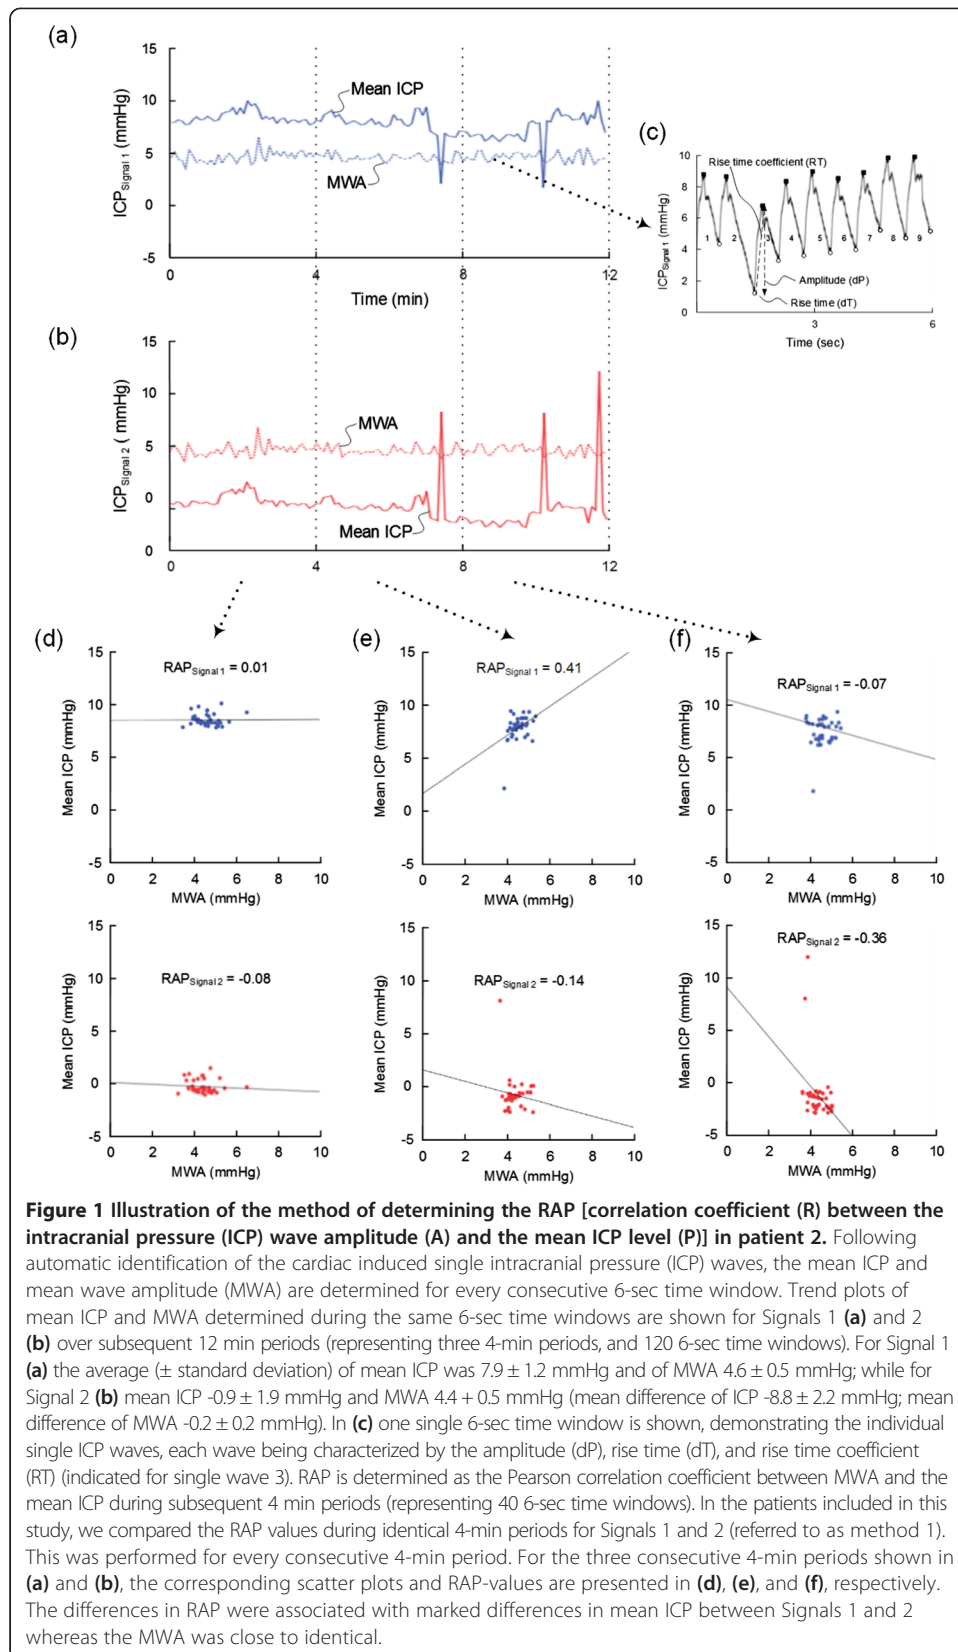 (a)
15
10
5
0
-5
ICPSignal 1 (mmHg)
Mean ICP
MWA
0
4
8
12
Time (min)
(c)
10
8
6
4
2
0
ICPSignal 1 (mmHg)
Rise time coefficient (RT)
1
2
3
4
5
6
7
8
9
Amplitude (dP)
Rise time (dT)
3
6
Time (sec)
(b)
15
10
5
0
0
ICPSignal 2 ( mmHg)
MWA
Mean ICP
0
4
8
12
(d)
15
10
5
0
-5
Mean ICP (mmHg)
RAPSignal 1 = 0.01
0 2 4 6 8 10
MWA (mmHg)
(e)
15
10
5
0
-5
Mean ICP (mmHg)
RAPSignal 1 = 0.41
0 2 4 6 8 10
MWA (mmHg)
(f)
15
10
5
0
-5
Mean ICP (mmHg)
RAPSignal 1 = -0.07
0 2 4 6 8 10
MWA (mmHg)
15
10
5
0
-5
Mean ICP (mmHg)
RAPSignal 2 = -0.08
0 2 4 6 8 10
MWA (mmHg)
15
10
5
0
-5
Mean ICP (mmHg)
RAPSignal 2 = -0.14
0 2 4 6 8 10
MWA (mmHg)
15
10
5
0
-5
Mean ICP (mmHg)
RAPSignal 2 = -0.36
0 2 4 6 8 10
MWA (mmHg)
Figure 1 Illustration of the method of determining the RAP [correlation coefficient (R) between the
intracranial pressure (ICP) wave amplitude (A) and the mean ICP level (P)] in patient 2. Following
automatic identification of the cardiac induced single intracranial pressure (ICP) waves, the mean ICP and
mean wave amplitude (MWA) are determined for every consecutive 6-sec time window. Trend plots of
mean ICP and MWA determined during the same 6-sec time windows are shown for Signals 1 (a) and 2
(b) over subsequent 12 min periods (representing three 4-min periods, and 120 6-sec time windows). For Signal 1
(a) the average (± standard deviation) of mean ICP was 7.9 ± 1.2 mmHg and of MWA 4.6 ± 0.5 mmHg; while for
Signal 2 (b) mean ICP -0.9 ± 1.9 mmHg and MWA 4.4 + 0.5 mmHg (mean difference of ICP -8.8 ± 2.2 mmHg; mean
difference of MWA -0.2 ± 0.2 mmHg). In (c) one single 6-sec time window is shown, demonstrating the individual
single ICP waves, each wave being characterized by the amplitude (dP), rise time (dT), and rise time coefficient
(RT) (indicated for single wave 3). RAP is determined as the Pearson correlation coefficient between MWA and the
mean ICP during subsequent 4 min periods (representing 40 6-sec time windows). In the patients included in this
study, we compared the RAP values during identical 4-min periods for Signals 1 and 2 (referred to as method 1).
This was performed for every consecutive 4-min period. For the three consecutive 4-min periods shown in
(a) and (b), the corresponding scatter plots and RAP-values are presented in (d), (e), and (f), respectively.
The differences in RAP were associated with marked differences in mean ICP between Signals 1 and 2
whereas the MWA was close to identical.